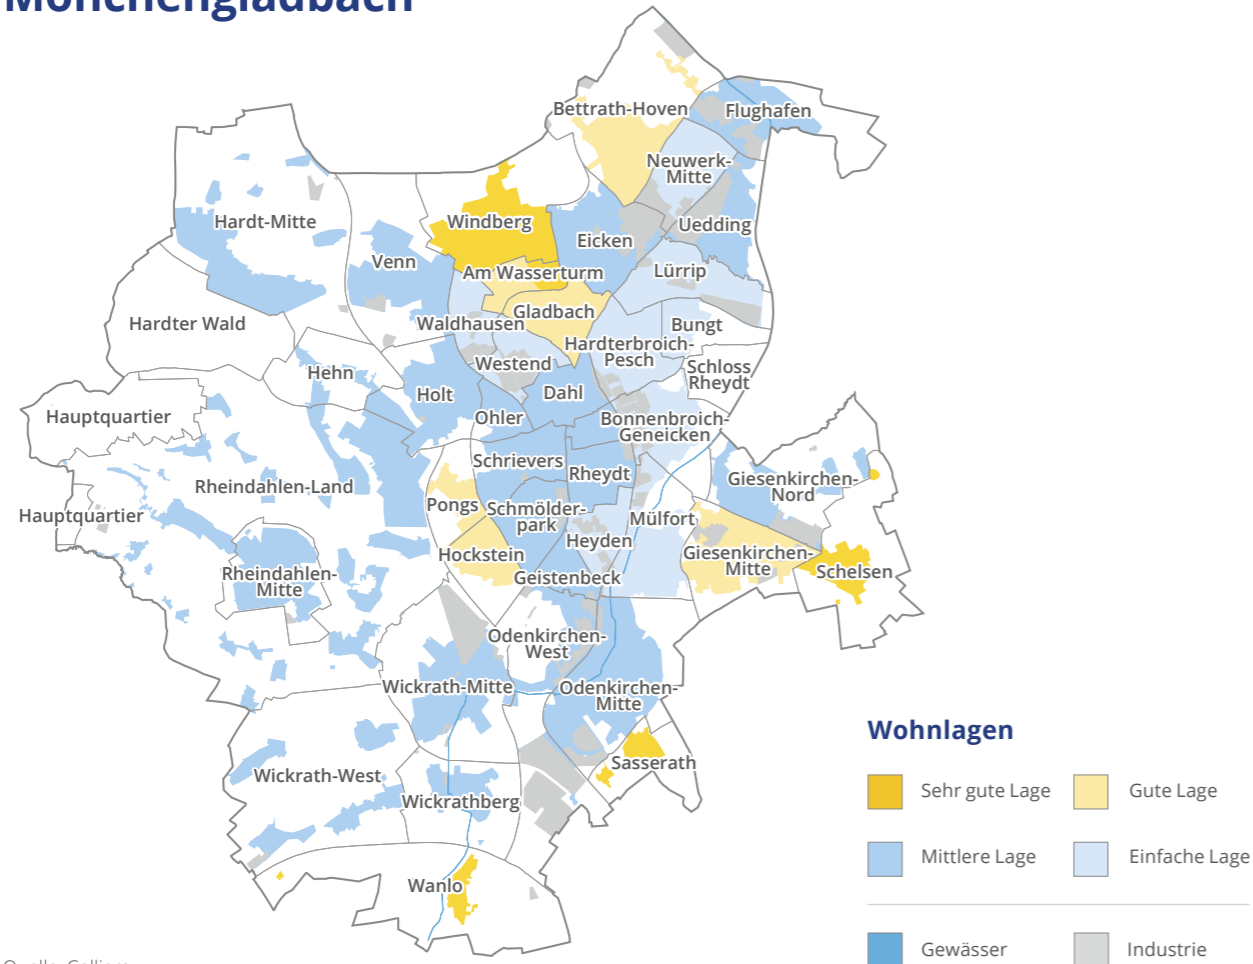 Mönchengladbach
Bettrath-Hoven
Flughafen
Neuwerk-
Mitte
Hardt-Mitte
Windberg
Uedding
Eicken
Venn
Am Wasserturm
Lürrip
Gladbach
Hardter Wald
Waldhausen
Bungt
Hardterbroich-
Pesch
Westend
Schloss
Rheydt
Hehn
Holt
Dahl
Hauptquartier
Ohler
Bonnenbroich-
Geneicken
Schrievers
Rheydt
Giesenkirchen-
Nord
Rheindahlen-Land
Pongs
Schmölder-
park
Hauptquartier
Mülfort
Heyden
Hockstein
Giesenkirchen-
Mitte
Rheindahlen-
Mitte
Geistenbeck
Schelsen
Odenkirchen-
West
Wickrath-Mitte
Odenkirchen-
Mitte
Sasserath
Wickrath-West
Wickrathberg
Wanlo
Wohnlagen
Sehr gute Lage
Gute Lage
Mittlere Lage
Einfache Lage
Gewässer
Industrie